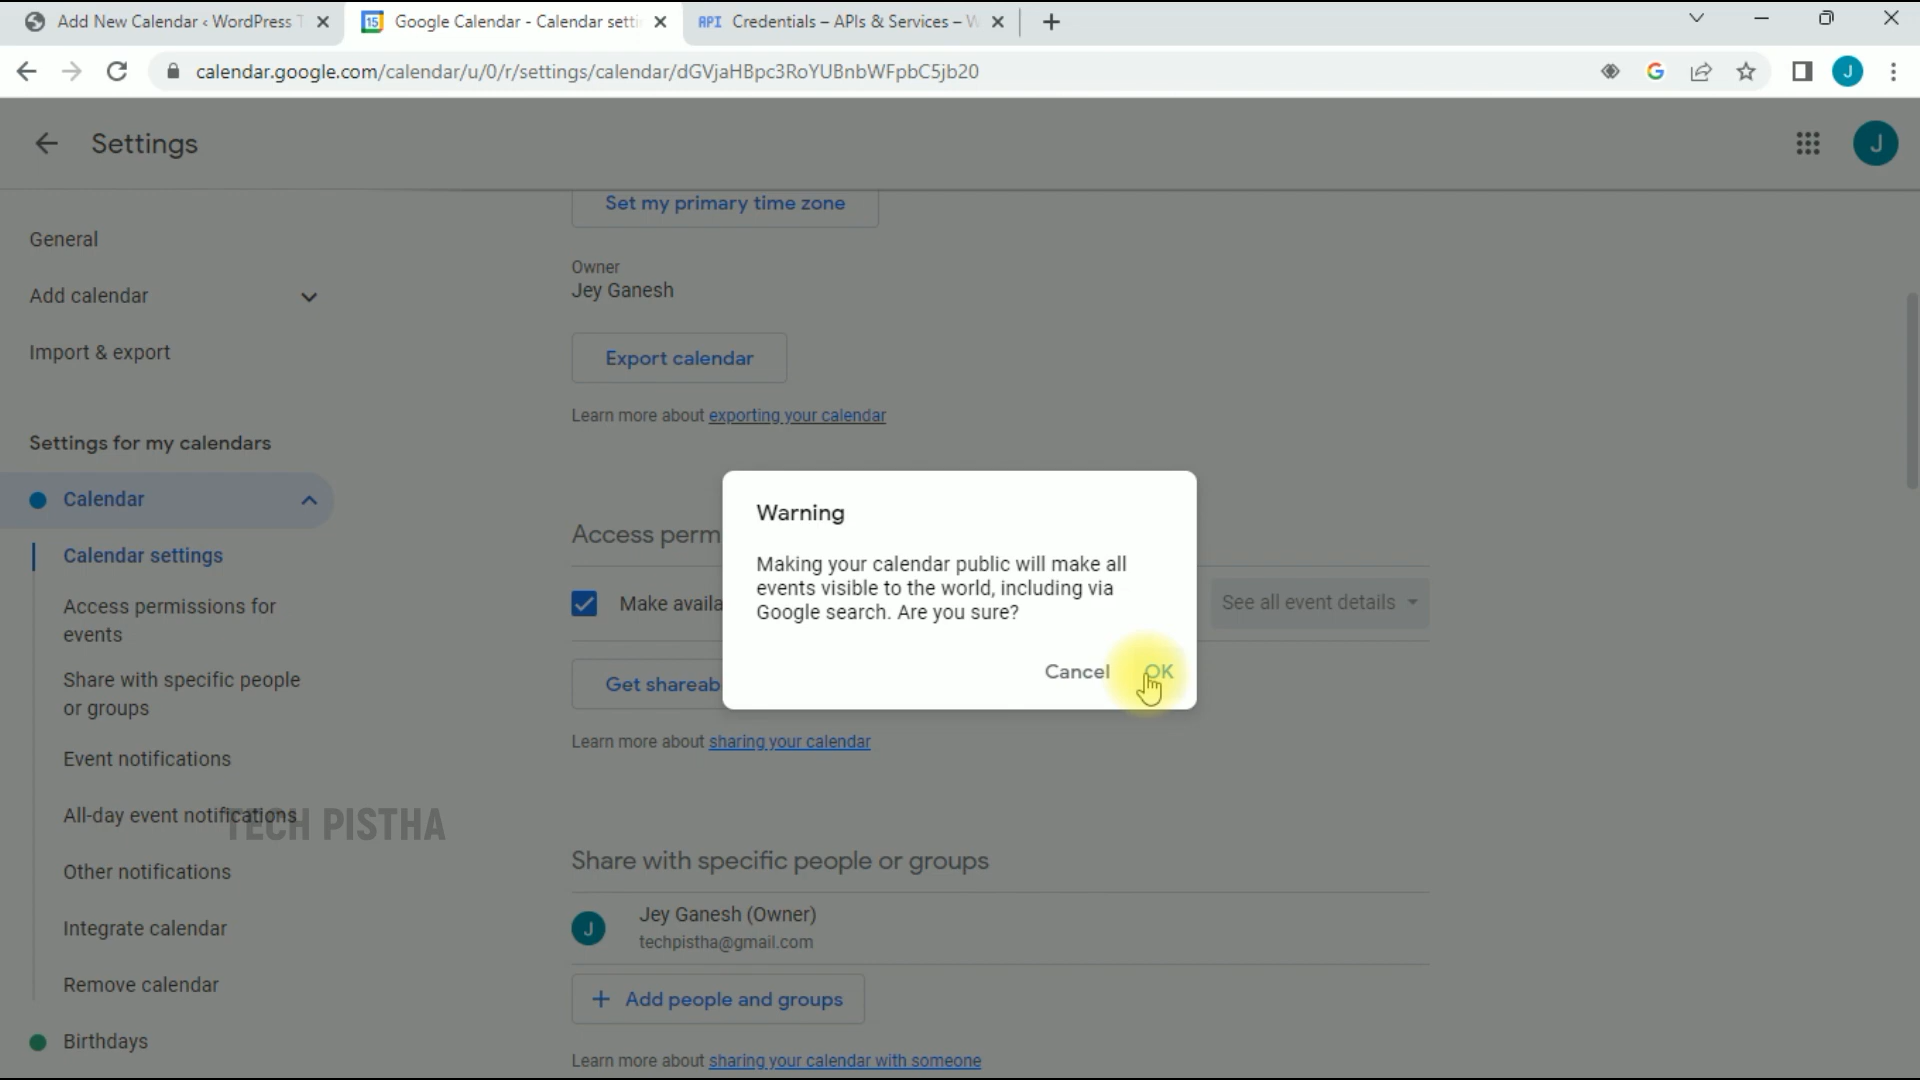 Add New Calendar ‹ WordPress
Google Calendar - Calendar setti
API Credentials – APIs & Services –
calendar.google.com/calendar/u/0/r/settings/calendar/dGVjaHBpc3RoYUBnbWFpbC5jb20
J
Settings
J
Set my primary time zone
General
Owner
Jey Ganesh
Add calendar
Import & export
Export calendar
Learn more about exporting your calendar
Settings for my calendars
Calendar
Calendar settings
Access permissions for
events
Share with specific people
or groups
Event notifications
All-day event notifications
TECH PISTHA
Other notifications
Integrate calendar
Remove calendar
Birthdays
Access perm
Make availa
See all event details
Get shareab
Warning
Making your calendar public will make all
events visible to the world, including via
Google search. Are you sure?
Cancel OK
Learn more about sharing your calendar
Share with specific people or groups
J
Jey Ganesh (Owner)
techpistha@gmail.com
+ Add people and groups
Learn more about sharing your calendar with someone